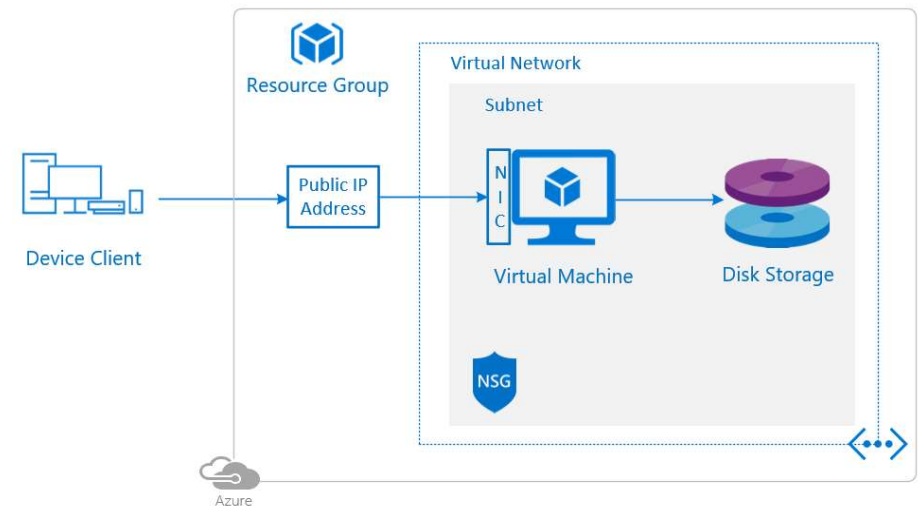 Resource Group
Virtual Network
Subnet
Public IP
Address
N
I
C
Device Client
Virtual Machine
Disk Storage
NSG
Azure